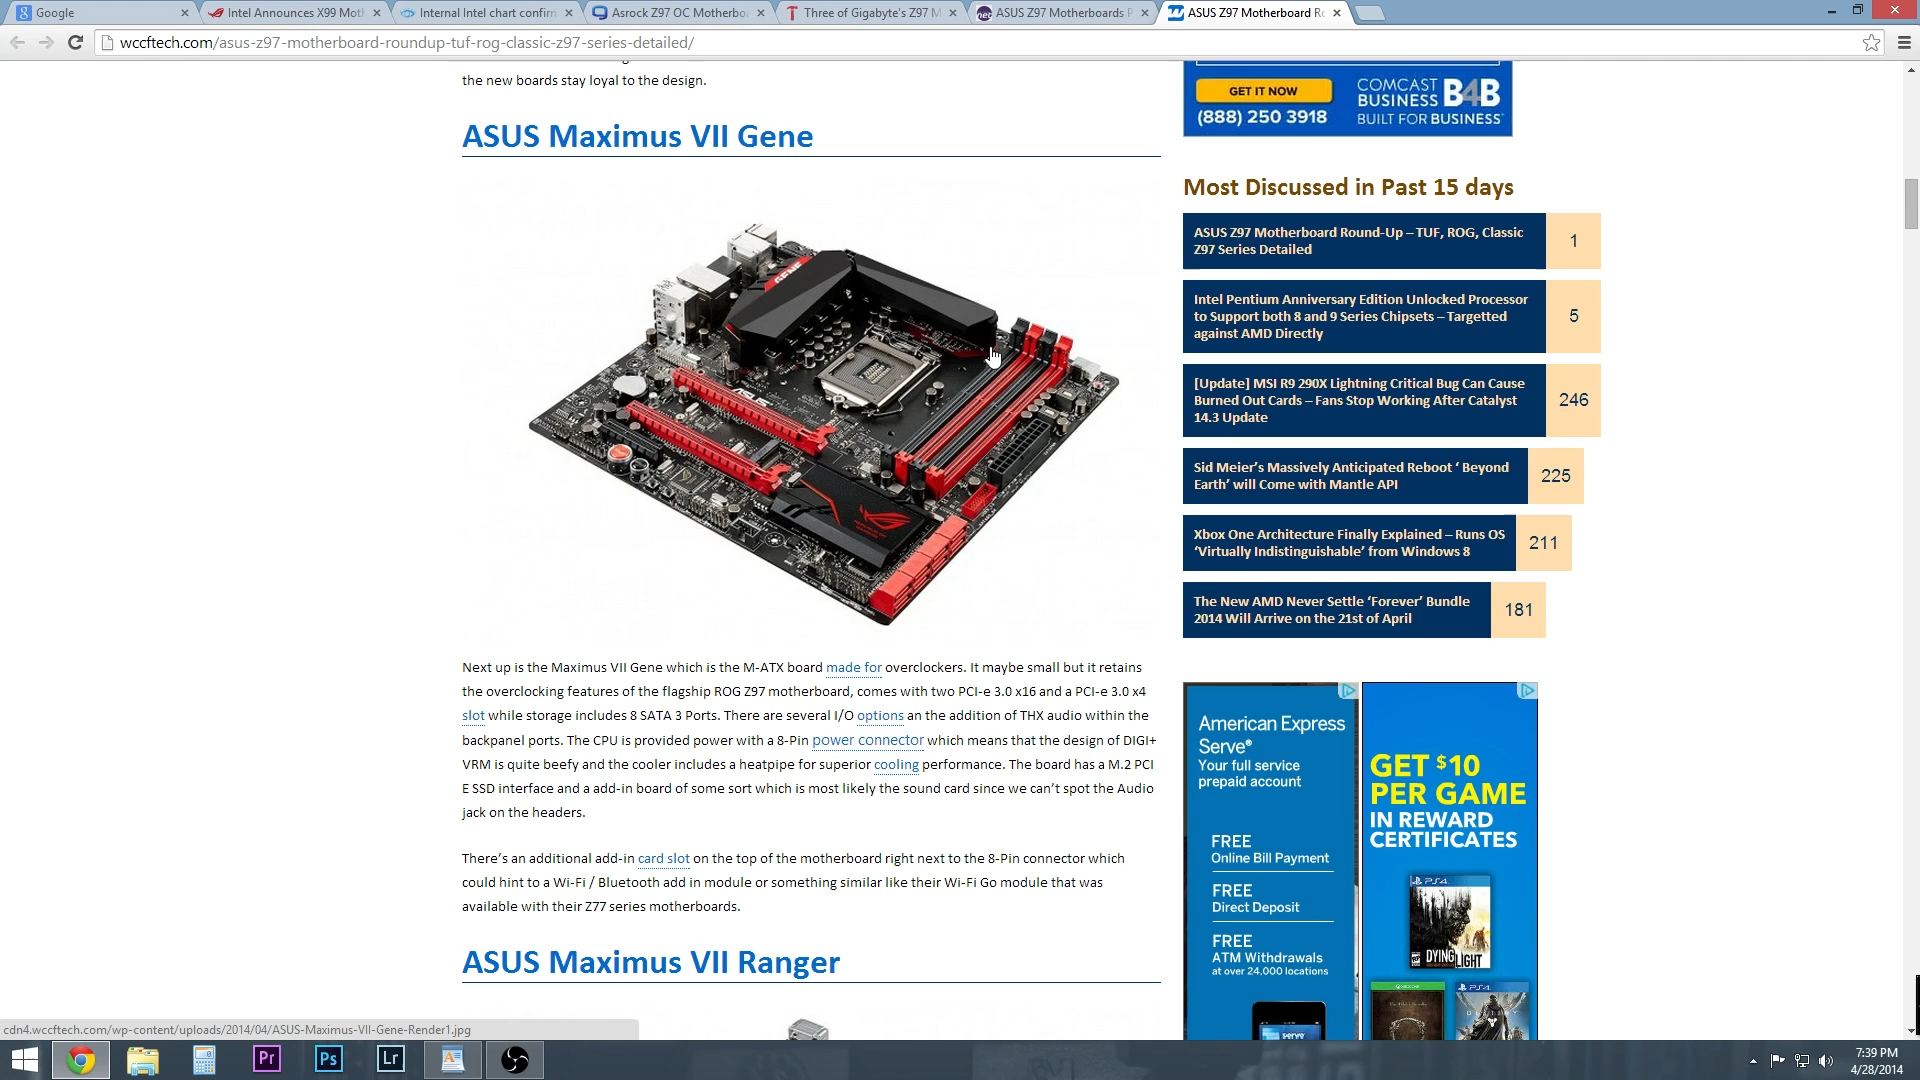 Google
Intel Announces X99 Moth
Internal Intel chart confirm
Asrock Z97 OC Motherboa
Three of Gigabyte's Z97 M
ASUS Z97 Motherboards P
ASUS Z97 Motherboard Ro
wccftech.com/asus-z97-motherboard-roundup-tuf-rog-classic-z97-series-detailed/
the new boards stay loyal to the design.
ASUS Maximus VII Gene
GENE
ASUS
Next up is the Maximus VII Gene which is the M-ATX board made for overclockers. It maybe small but it retains
the overclocking features of the flagship ROG Z97 motherboard, comes with two PCI-e 3.0 x16 and a PCI-e 3.0 x4
slot while storage includes 8 SATA 3 Ports. There are several I/O options an the addition of THX audio within the
backpanel ports. The CPU is provided power with a 8-Pin power connector which means that the design of DIGI+
VRM is quite beefy and the cooler includes a heatpipe for superior cooling performance. The board has a M.2 PCI
E SSD interface and a add-in board of some sort which is most likely the sound card since we can't spot the Audio
jack on the headers.
There's an additional add-in card slot on the top of the motherboard right next to the 8-Pin connector which
could hint to a Wi-Fi / Bluetooth add in module or something similar like their Wi-Fi Go module that was
available with their Z77 series motherboards.
ASUS Maximus VII Ranger
GET IT NOW
(888) 250 3918
COMCAST
BUSINESS B4B
BUILT FOR BUSINESS
Most Discussed in Past 15 days
ASUS Z97 Motherboard Round-Up – TUF, ROG, Classic
Z97 Series Detailed
1
Intel Pentium Anniversary Edition Unlocked Processor
to Support both 8 and 9 Series Chipsets – Targetted
against AMD Directly
5
[Update] MSI R9 290X Lightning Critical Bug Can Cause
Burned Out Cards – Fans Stop Working After Catalyst
14.3 Update
246
Sid Meier's Massively Anticipated Reboot ' Beyond
Earth' will Come with Mantle API
225
Xbox One Architecture Finally Explained – Runs OS
'Virtually Indistinguishable' from Windows 8
211
The New AMD Never Settle 'Forever' Bundle
2014 Will Arrive on the 21st of April
181
American Express
Serve®
Your full service
prepaid account
FREE
Online Bill Payment
FREE
Direct Deposit
FREE
ATM Withdrawals
at over 24,000 locations
serve
GET $10
PER GAME
IN REWARD
CERTIFICATES
PS4
DYING LIGHT
XBOX ONE
PS4
DESTINY
cdn4.wccftech.com/wp-content/uploads/2014/04/ASUS-Maximus-VII-Gene-Render1.jpg
Pr
Ps
Lr
7:39 PM
4/28/2014